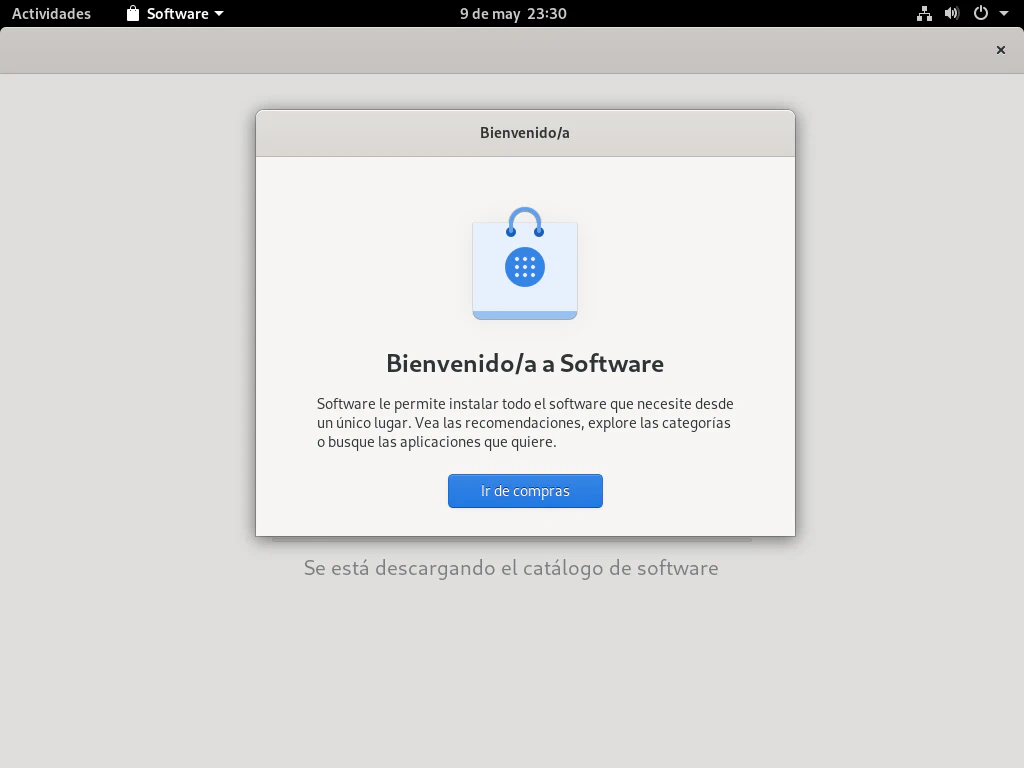 Actividades Software 9 de may 23:30
Bienvenido/a
Bienvenido/a a Software
Software le permite instalar todo el software que necesite desde
un único lugar. Vea las recomendaciones, explore las categorías
o busque las aplicaciones que quiere.
Ir de compras
Se está descargando el catálogo de software